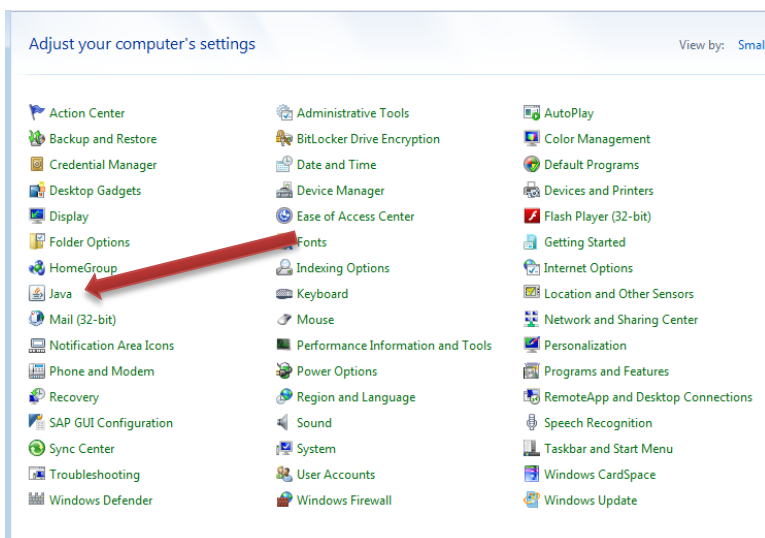 Adjust your computer's settings View by: Smal
Action Center Administrative Tools AutoPlay
Backup and Restore BitLocker Drive Encryption Color Management
Credential Manager Date and Time Default Programs
Desktop Gadgets Device Manager Devices and Printers
Display Ease of Access Center Flash Player (32-bit)
Folder Options Fonts Getting Started
HomeGroup Indexing Options Internet Options
Java Keyboard Location and Other Sensors
Mail (32-bit) Mouse Network and Sharing Center
Notification Area Icons Performance Information and Tools Personalization
Phone and Modem Power Options Programs and Features
Recovery Region and Language RemoteApp and Desktop Connections
SAP GUI Configuration Sound Speech Recognition
Sync Center System Taskbar and Start Menu
Troubleshooting User Accounts Windows CardSpace
Windows Defender Windows Firewall Windows Update